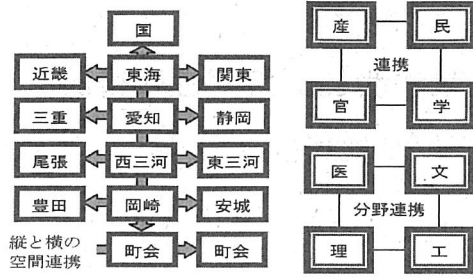 国
近畿 東海 関東
三重 愛知 静岡
尾張 西三河 東三河
豊田 岡崎 安城
縦と横の
空間連携
町会 町会
産 民
連携
官 学
医 文
分野連携
理 工